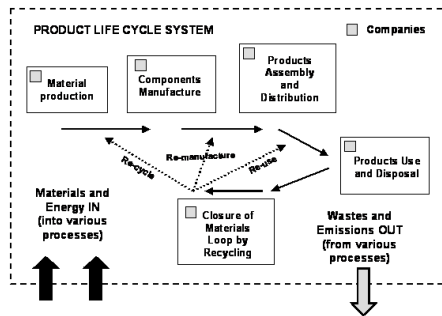 PRODUCT LIFE CYCLE SYSTEM
Companies
Material
production
Components
Manufacture
Products
Assembly
and
Distribution
Re-cycle
Re-manufacture
Re-use
Products Use
and Disposal
Materials and
Energy IN
(into various
processes)
Closure of
Materials
Loop by
Recycling
Wastes and
Emissions OUT
(from various
processes)